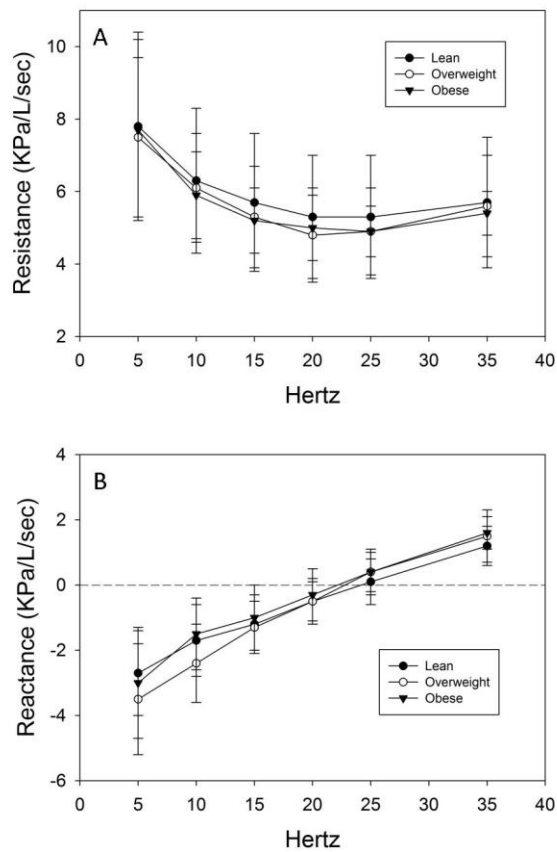 A
Resistance (KPa/L/sec)
10
8
6
4
2
Lean
Overweight
Obese
0 5 10 15 20 25 30 35 40
Hertz
B
Reactance (KPa/L/sec)
4
2
0
-2
-4
-6
Lean
Overweight
Obese
0 5 10 15 20 25 30 35 40
Hertz